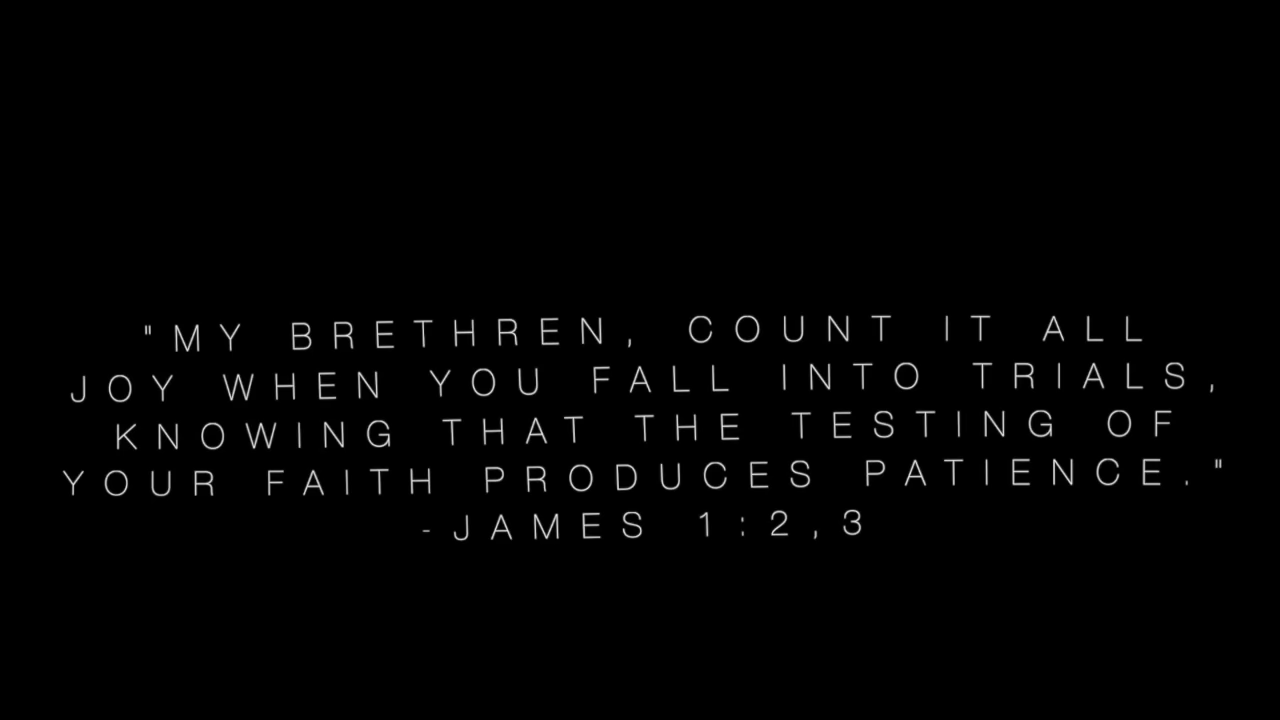 "MY BRETHREN, COUNT IT ALL
JOY WHEN YOU FALL INTO TRIALS,
KNOWING THAT THE TESTING OF
YOUR FAITH PRODUCES PATIENCE."
-JAMES 1:2,3